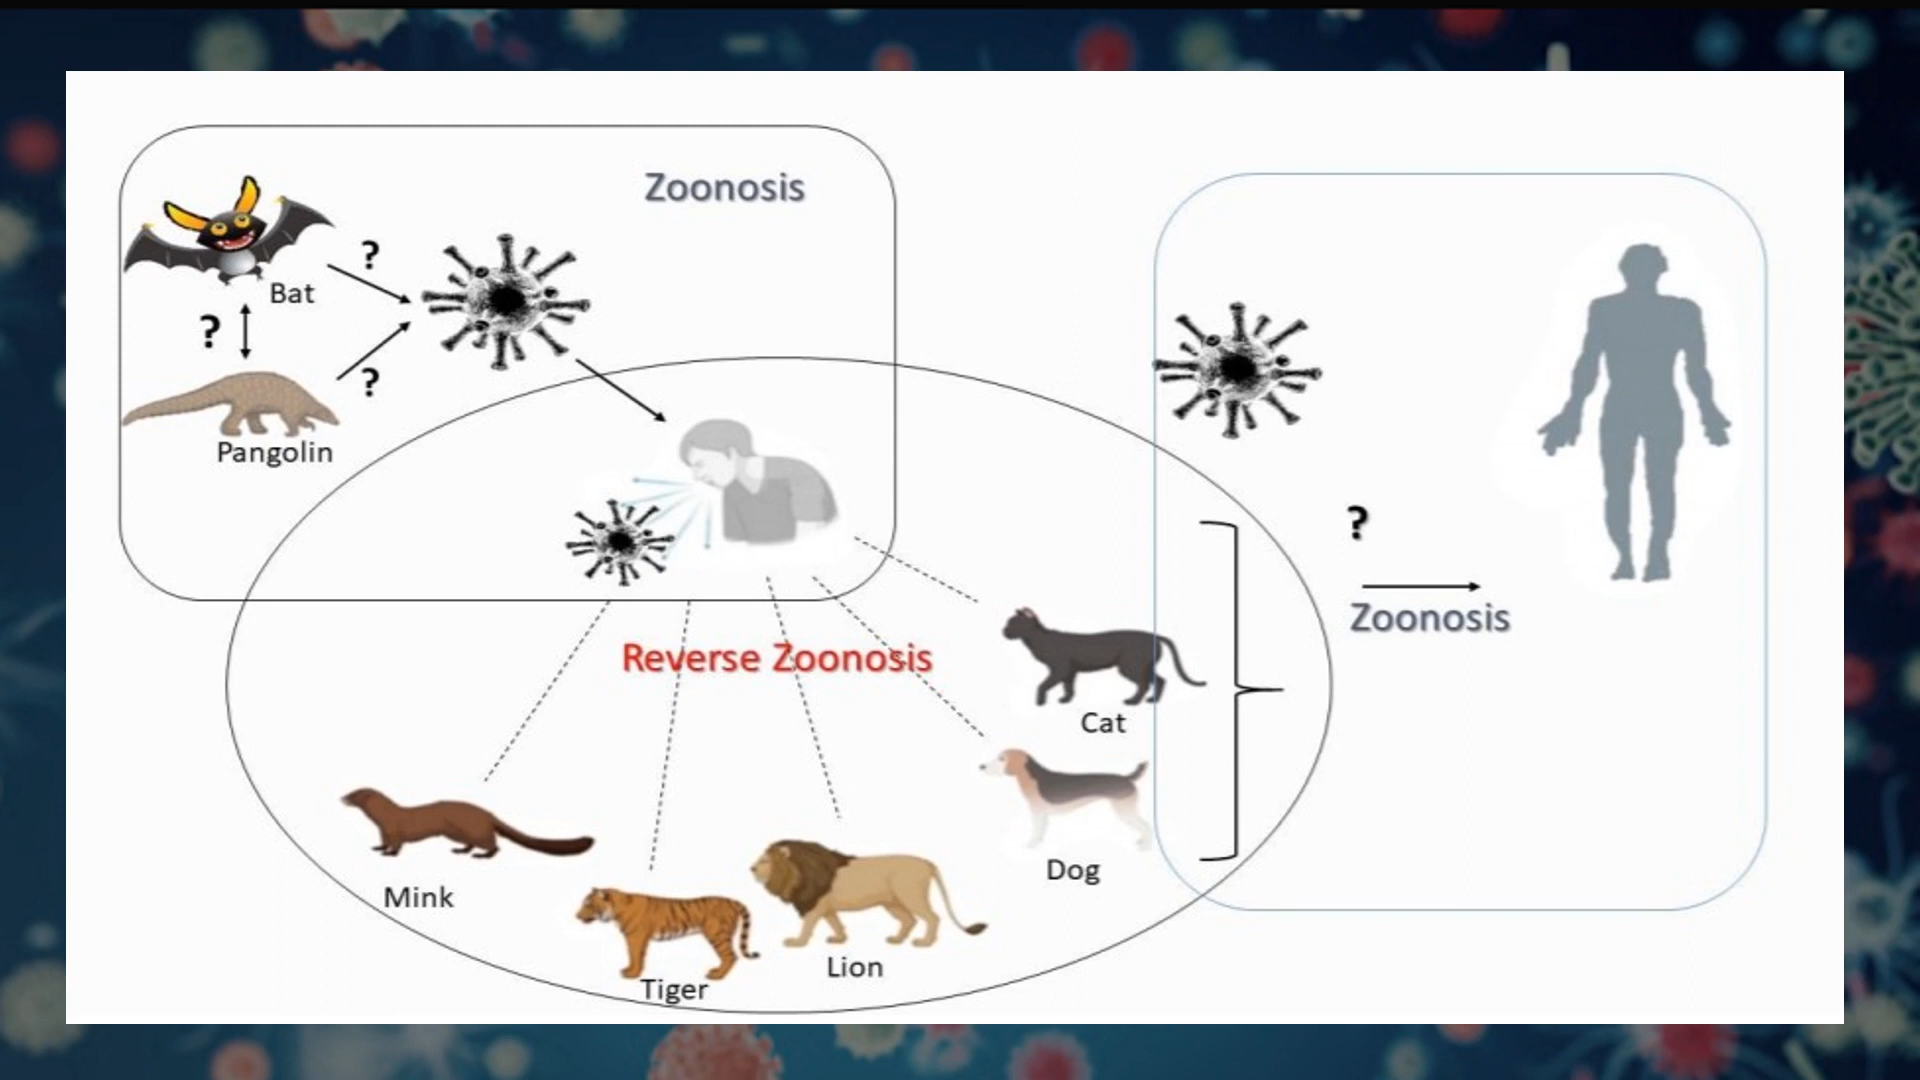 Zoonosis
?
Bat
?
?
Pangolin
?
Zoonosis
Reverse Zoonosis
Cat
Dog
Mink
Lion
Tiger